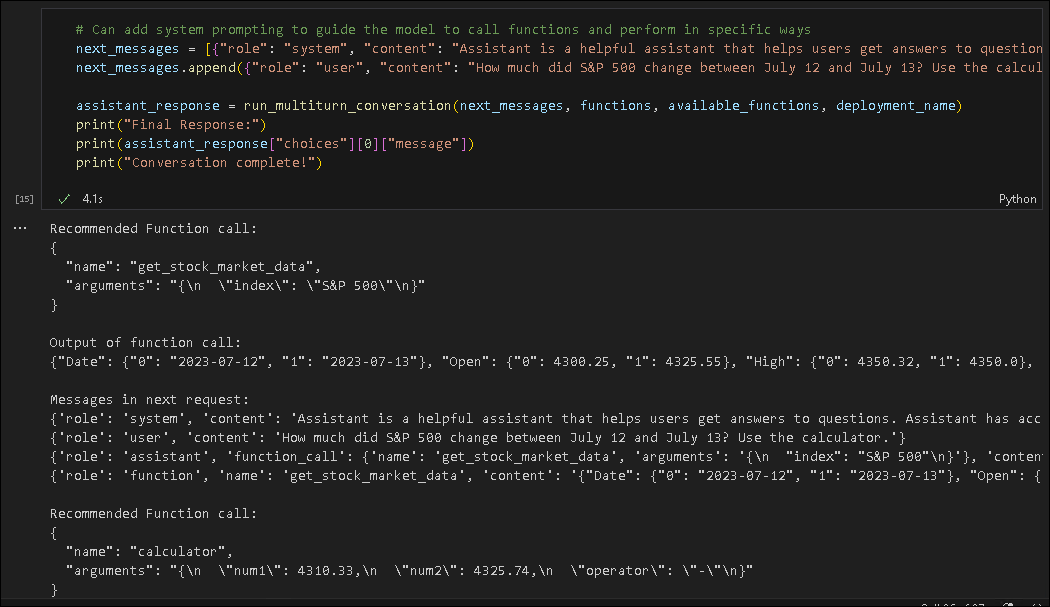 # Can add system prompting to guide the model to call functions and perform in specific ways
next_messages = [{"role": "system", "content": "Assistant is a helpful assistant that helps users get answers to question
next_messages.append({"role": "user", "content": "How much did S&P 500 change between July 12 and July 13? Use the calcul
assistant_response = run_multiturn_conversation(next_messages, functions, available_functions, deployment_name)
print("Final Response:")
print(assistant_response["choices"][0]["message"])
print("Conversation complete!")
[15] ✓ 4.1s Python
... Recommended Function call:
{
"name": "get_stock_market_data",
"arguments": "{\n  \"index\": \"S&P 500\"\n}"
}
Output of function call:
{"Date": {"0": "2023-07-12", "1": "2023-07-13"}, "Open": {"0": 4300.25, "1": 4325.55}, "High": {"0": 4350.32, "1": 4350.0},
Messages in next request:
{'role': 'system', 'content': 'Assistant is a helpful assistant that helps users get answers to questions. Assistant has acc
{'role': 'user', 'content': 'How much did S&P 500 change between July 12 and July 13? Use the calculator.'}
{'role': 'assistant', 'function_call': {'name': 'get_stock_market_data', 'arguments': '{\n  "index": "S&P 500"\n}'}, 'conten
{'role': 'function', 'name': 'get_stock_market_data', 'content': '{"Date": {"0": "2023-07-12", "1": "2023-07-13"}, "Open": {
Recommended Function call:
{
"name": "calculator",
"arguments": "{\n  \"num1\": 4310.33,\n  \"num2\": 4325.74,\n  \"operator\": \"-\"\n}"
}